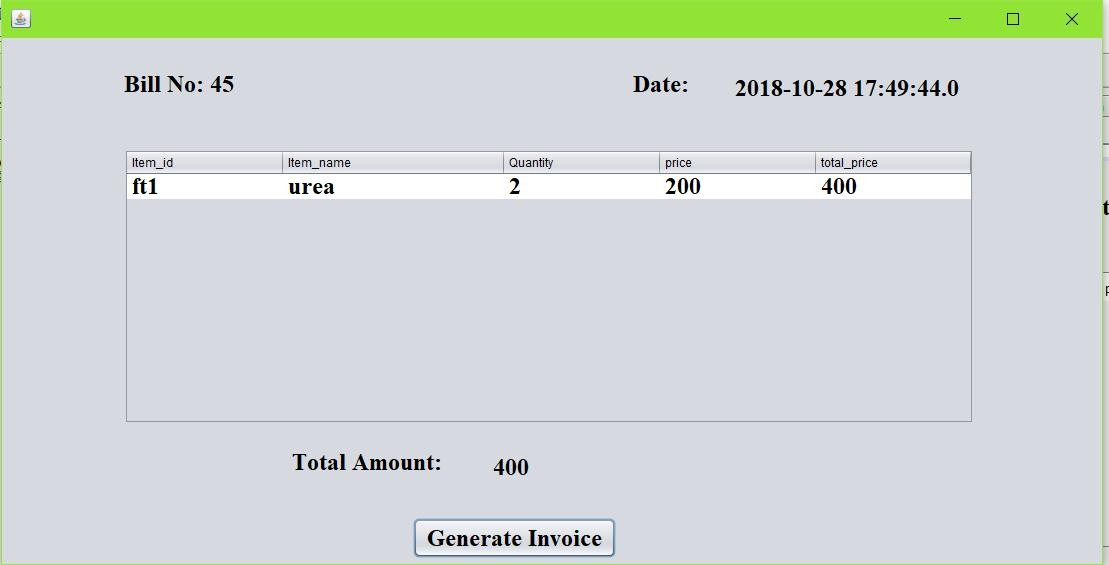 Bill No: 45 Date: 2018-10-28 17:49:44.0
Item_id Item_name Quantity price total_price
ft1 urea 2 200 400
Total Amount: 400
Generate Invoice